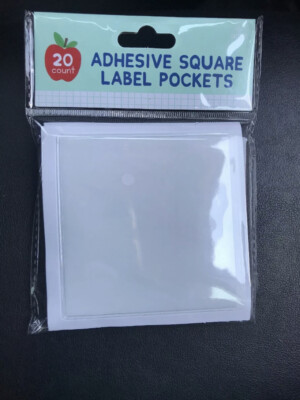 20
count
ADHESIVE SQUARE
LABEL POCKETS